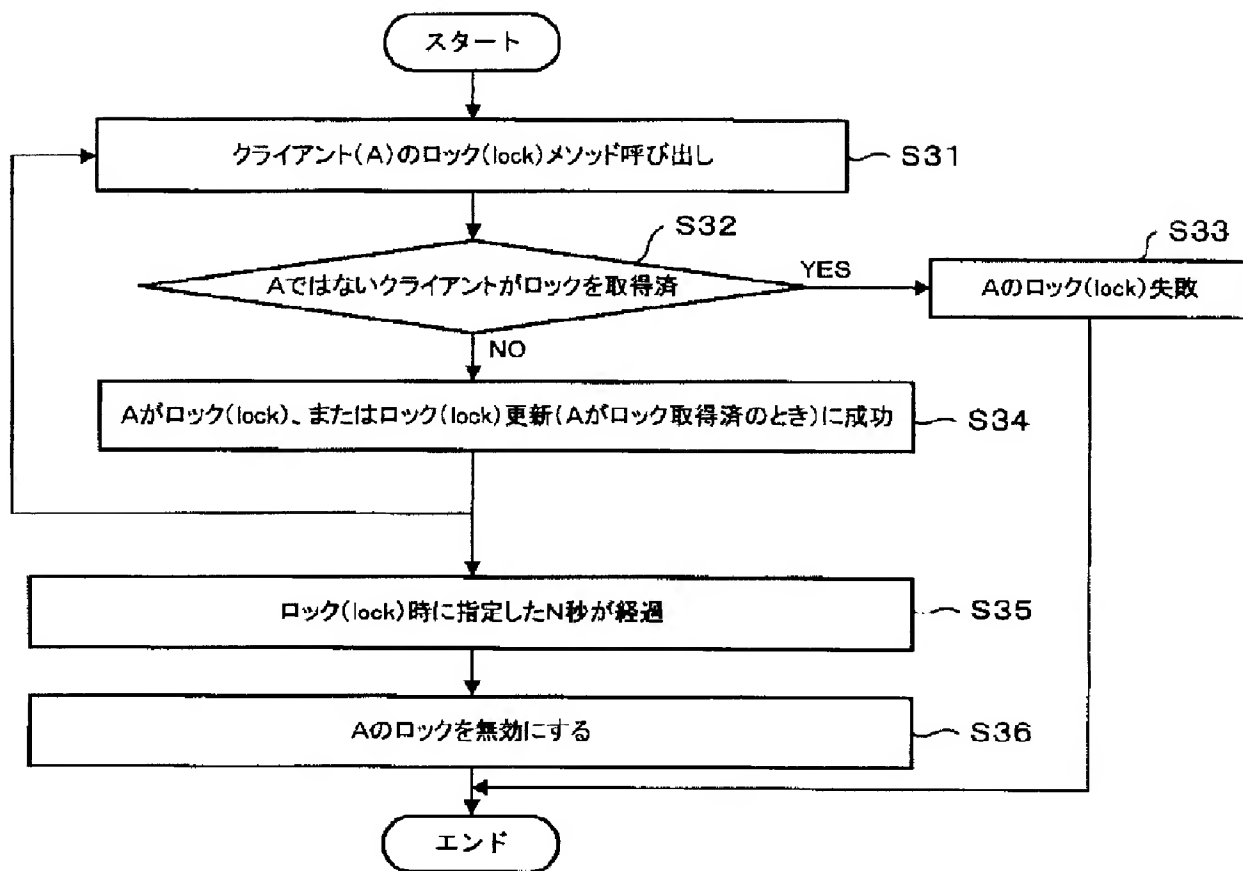 スタート
クライアント(A)のロック(lock)メソッド呼び出し
S31
S32
Aではないクライアントがロックを取得済
YES
S33
Aのロック(lock)失敗
NO
Aがロック(lock)、またはロック(lock)更新(Aがロック取得済のとき)に成功
S34
ロック(lock)時に指定したN秒が経過
S35
Aのロックを無効にする
S36
エンド